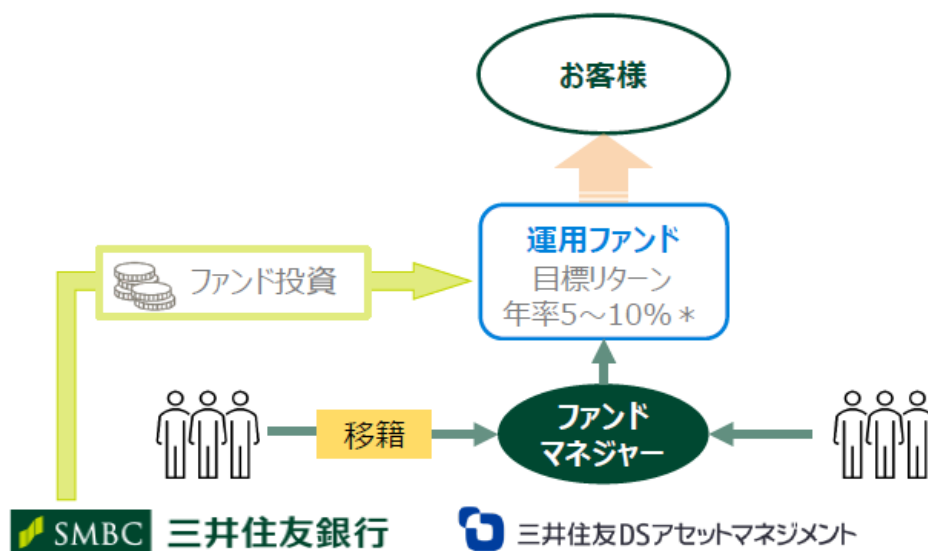 お客様
運用ファンド
目標リターン
年率5～10%＊
ファンド投資
ファンド
マネジャー
移籍
SMBC 三井住友銀行
三井住友DSアセットマネジメント